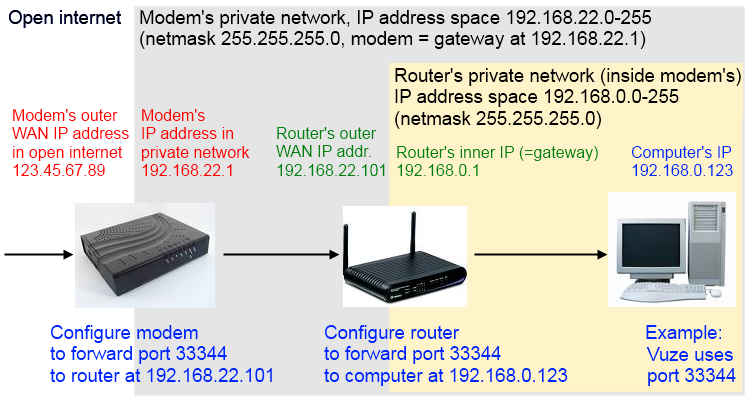 Open internet
Modem's private network, IP address space 192.168.22.0-255
(netmask 255.255.255.0, modem = gateway at 192.168.22.1)
Router's private network (inside modem's)
IP address space 192.168.0.0-255
(netmask 255.255.255.0)
Modem's outer
WAN IP address
in open internet
123.45.67.89
Modem's
IP address in
private network
192.168.22.1
Router's outer
WAN IP addr.
192.168.22.101
Router's inner IP (=gateway)
192.168.0.1
Computer's IP
192.168.0.123
Configure modem
to forward port 33344
to router at 192.168.22.101
Configure router
to forward port 33344
to computer at 192.168.0.123
Example:
Vuze uses
port 33344